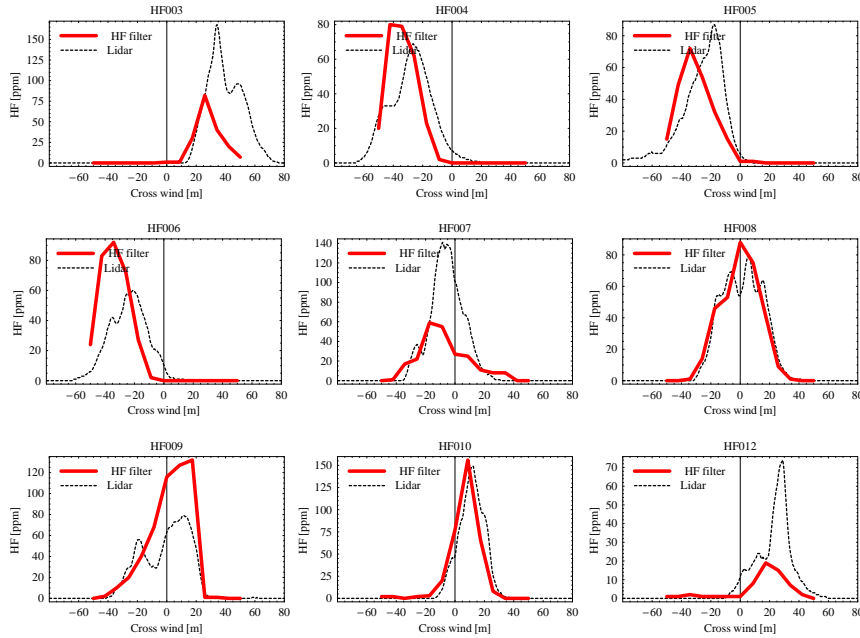 HF003
HF filter
Lidar
HF [ppm]
150
125
100
75
50
25
0
−60 −40 −20 0 20 40 60 80
Cross wind [m]
HF004
HF filter
Lidar
HF [ppm]
80
60
40
20
0
−60 −40 −20 0 20 40 60 80
Cross wind [m]
HF005
HF filter
Lidar
HF [ppm]
80
60
40
20
0
−60 −40 −20 0 20 40 60 80
Cross wind [m]
HF006
HF filter
Lidar
HF [ppm]
80
60
40
20
0
−60 −40 −20 0 20 40 60 80
Cross wind [m]
HF007
HF filter
Lidar
HF [ppm]
140
120
100
80
60
40
20
0
−60 −40 −20 0 20 40 60 80
Cross wind [m]
HF008
HF filter
Lidar
HF [ppm]
80
60
40
20
0
−60 −40 −20 0 20 40 60 80
Cross wind [m]
HF009
HF filter
Lidar
HF [ppm]
120
100
80
60
40
20
0
−60 −40 −20 0 20 40 60 80
Cross wind [m]
HF010
HF filter
Lidar
HF [ppm]
150
125
100
75
50
25
0
−60 −40 −20 0 20 40 60 80
Cross wind [m]
HF012
HF filter
Lidar
HF [ppm]
70
60
50
40
30
20
10
0
−60 −40 −20 0 20 40 60 80
Cross wind [m]